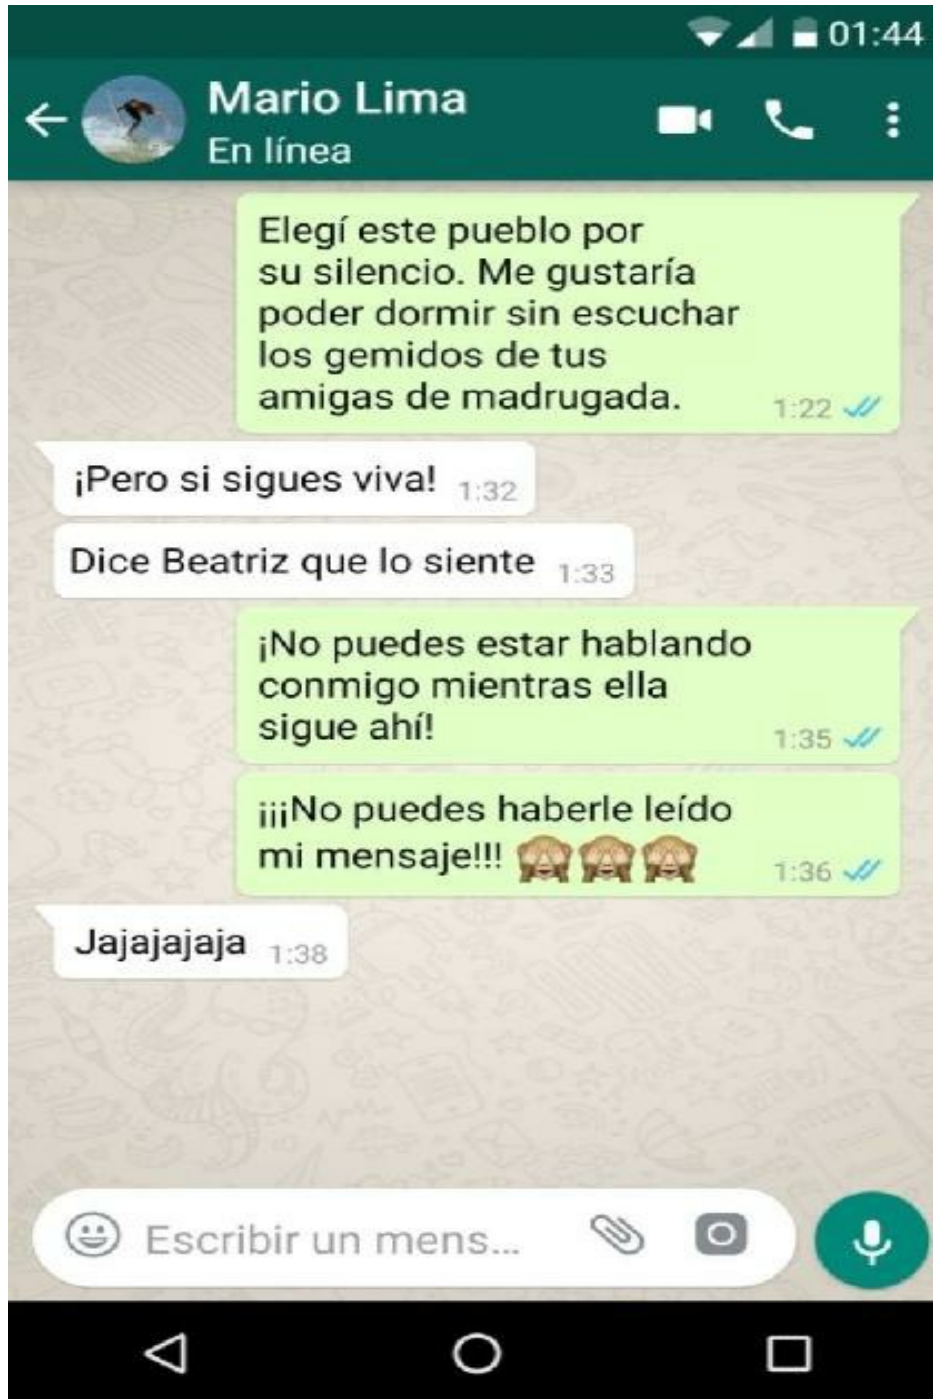 01:44
Mario Lima
En línea
Elegí este pueblo por
su silencio. Me gustaría
poder dormir sin escuchar
los gemidos de tus
amigas de madrugada. 1:22
¡Pero si sigues viva! 1:32
Dice Beatriz que lo siente 1:33
¡No puedes estar hablando
conmigo mientras ella
sigue ahí! 1:35
¡¡¡No puedes haberle leído
mi mensaje!!! 🙈🙈🙈 1:36
Jajajajaja 1:38
Escribir un mens...